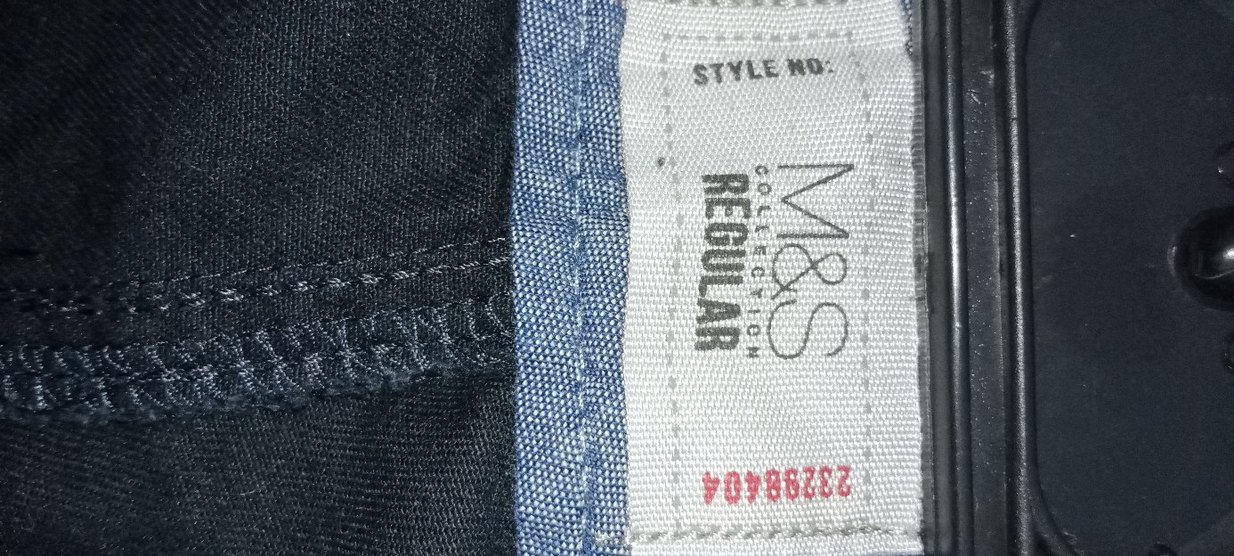 STYLE NO:
M&S
COLLECTION
REGULAR
23298404